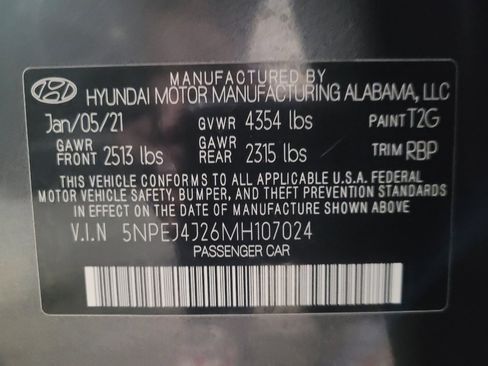 MANUFACTURED BY
HYUNDAI MOTOR MANUFACTURING ALABAMA, LLC
Jan/05/21 GVWR 4354 lbs PAINT T2G
GAWR FRONT 2513 lbs GAWR REAR 2315 lbs TRIM RBP
THIS VEHICLE CONFORMS TO ALL APPLICABLE U.S.A. FEDERAL
MOTOR VEHICLE SAFETY, BUMPER, AND THEFT PREVENTION STANDARDS
IN EFFECT ON THE DATE OF MANUFACTURE SHOWN ABOVE
V.I.N 5NPEJ4J26MH107024
PASSENGER CAR